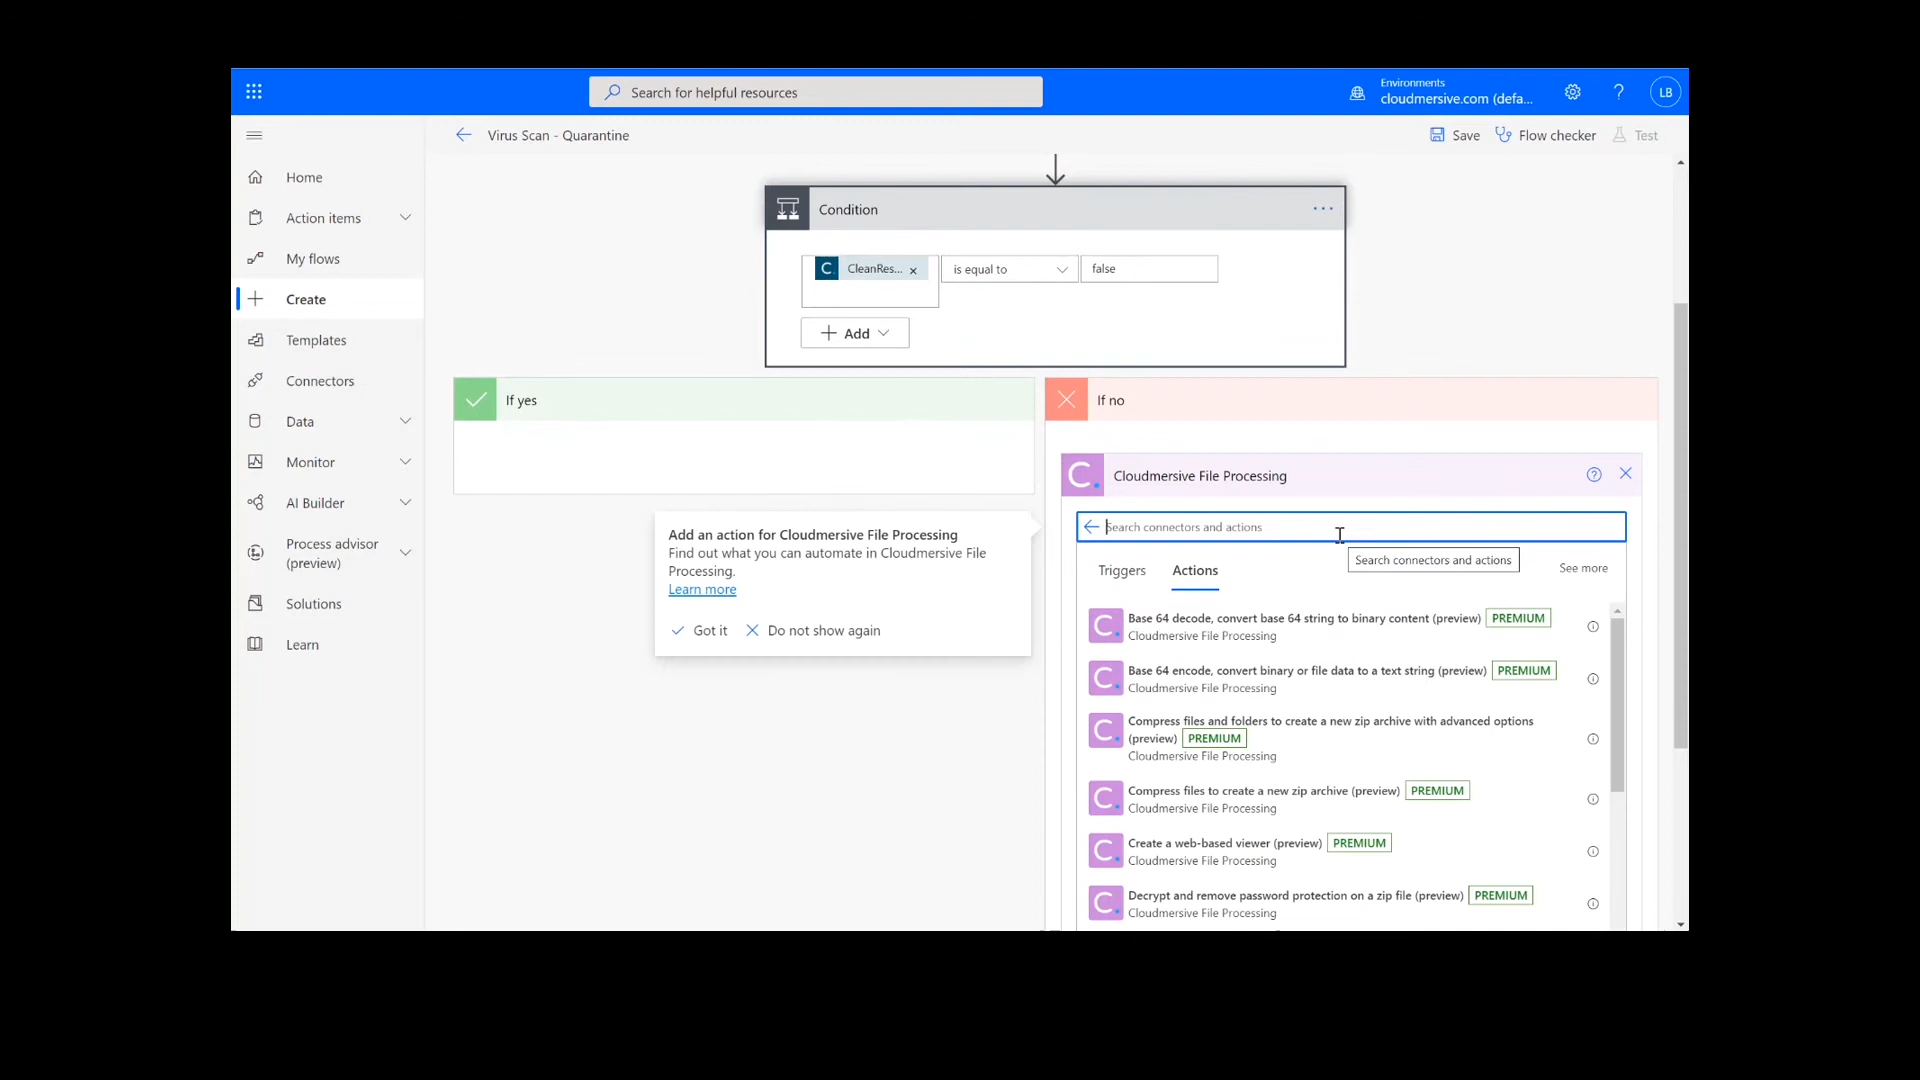 Search for helpful resources
Environments
cloudmersive.com (defa...
?
LB
Virus Scan - Quarantine
Save
Flow checker
Test
Home
Action items
My flows
Create
Templates
Connectors
Data
Monitor
AI Builder
Process advisor
(preview)
Solutions
Learn
Condition
...
C CleanRes... x
is equal to
false
+ Add
If yes
If no
C. Cloudmersive File Processing
Search connectors and actions
Search connectors and actions
Triggers
Actions
See more
Add an action for Cloudmersive File Processing
Find out what you can automate in Cloudmersive File
Processing.
Learn more
Got it
Do not show again
Base 64 decode, convert base 64 string to binary content (preview) PREMIUM
Cloudmersive File Processing
Base 64 encode, convert binary or file data to a text string (preview) PREMIUM
Cloudmersive File Processing
Compress files and folders to create a new zip archive with advanced options
(preview) PREMIUM
Cloudmersive File Processing
Compress files to create a new zip archive (preview) PREMIUM
Cloudmersive File Processing
Create a web-based viewer (preview) PREMIUM
Cloudmersive File Processing
Decrypt and remove password protection on a zip file (preview) PREMIUM
Cloudmersive File Processing